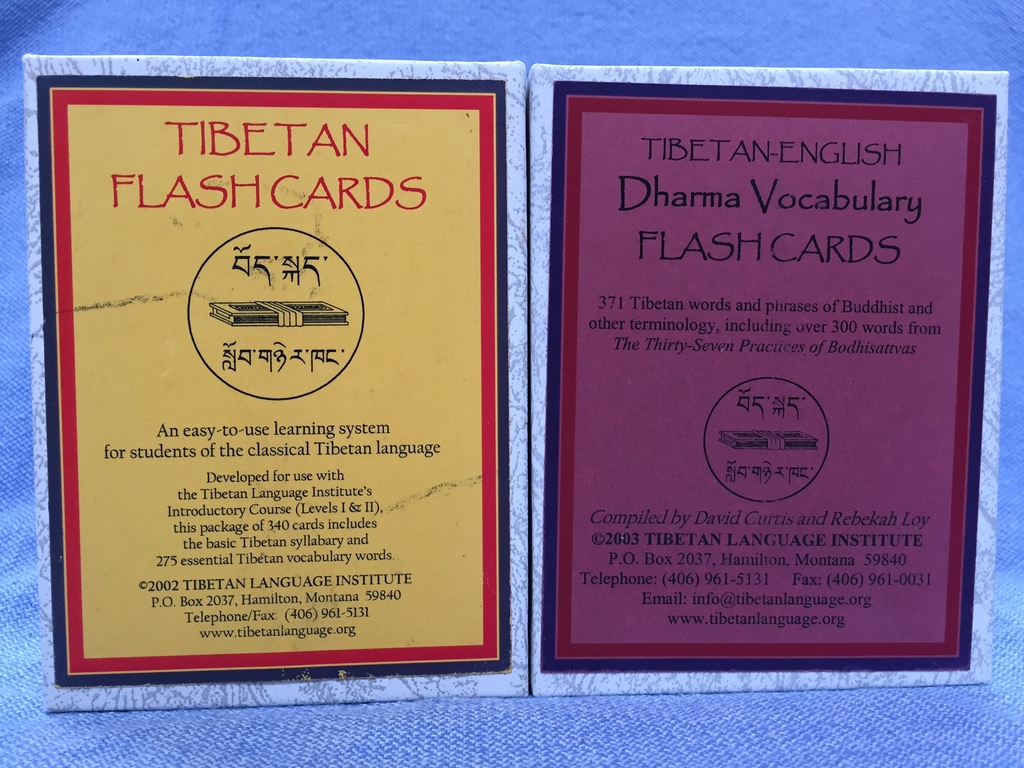 TIBETAN
FLASH CARDS
བོད་སྐད་
སློབ་གཉེར་ཁང་
An easy-to-use learning system
for students of the classical Tibetan language
Developed for use with
the Tibetan Language Institute's
Introductory Course (Levels I & II),
this package of 340 cards includes
the basic Tibetan syllabary and
275 essential Tibetan vocabulary words.
©2002 TIBETAN LANGUAGE INSTITUTE
P.O. Box 2037, Hamilton, Montana 59840
Telephone/Fax: (406) 961-5131
www.tibetanlanguage.org
TIBETAN-ENGLISH
Dharma Vocabulary
FLASH CARDS
371 Tibetan words and phrases of Buddhist and
other terminology, including over 300 words from
The Thirty-Seven Practices of Bodhisattvas
བོད་སྐད་
སློབ་གཉེར་ཁང་
Compiled by David Curtis and Rebekah Loy
©2003 TIBETAN LANGUAGE INSTITUTE
P.O. Box 2037, Hamilton, Montana 59840
Telephone: (406) 961-5131 Fax: (406) 961-0031
Email: info@tibetanlanguage.org
www.tibetanlanguage.org